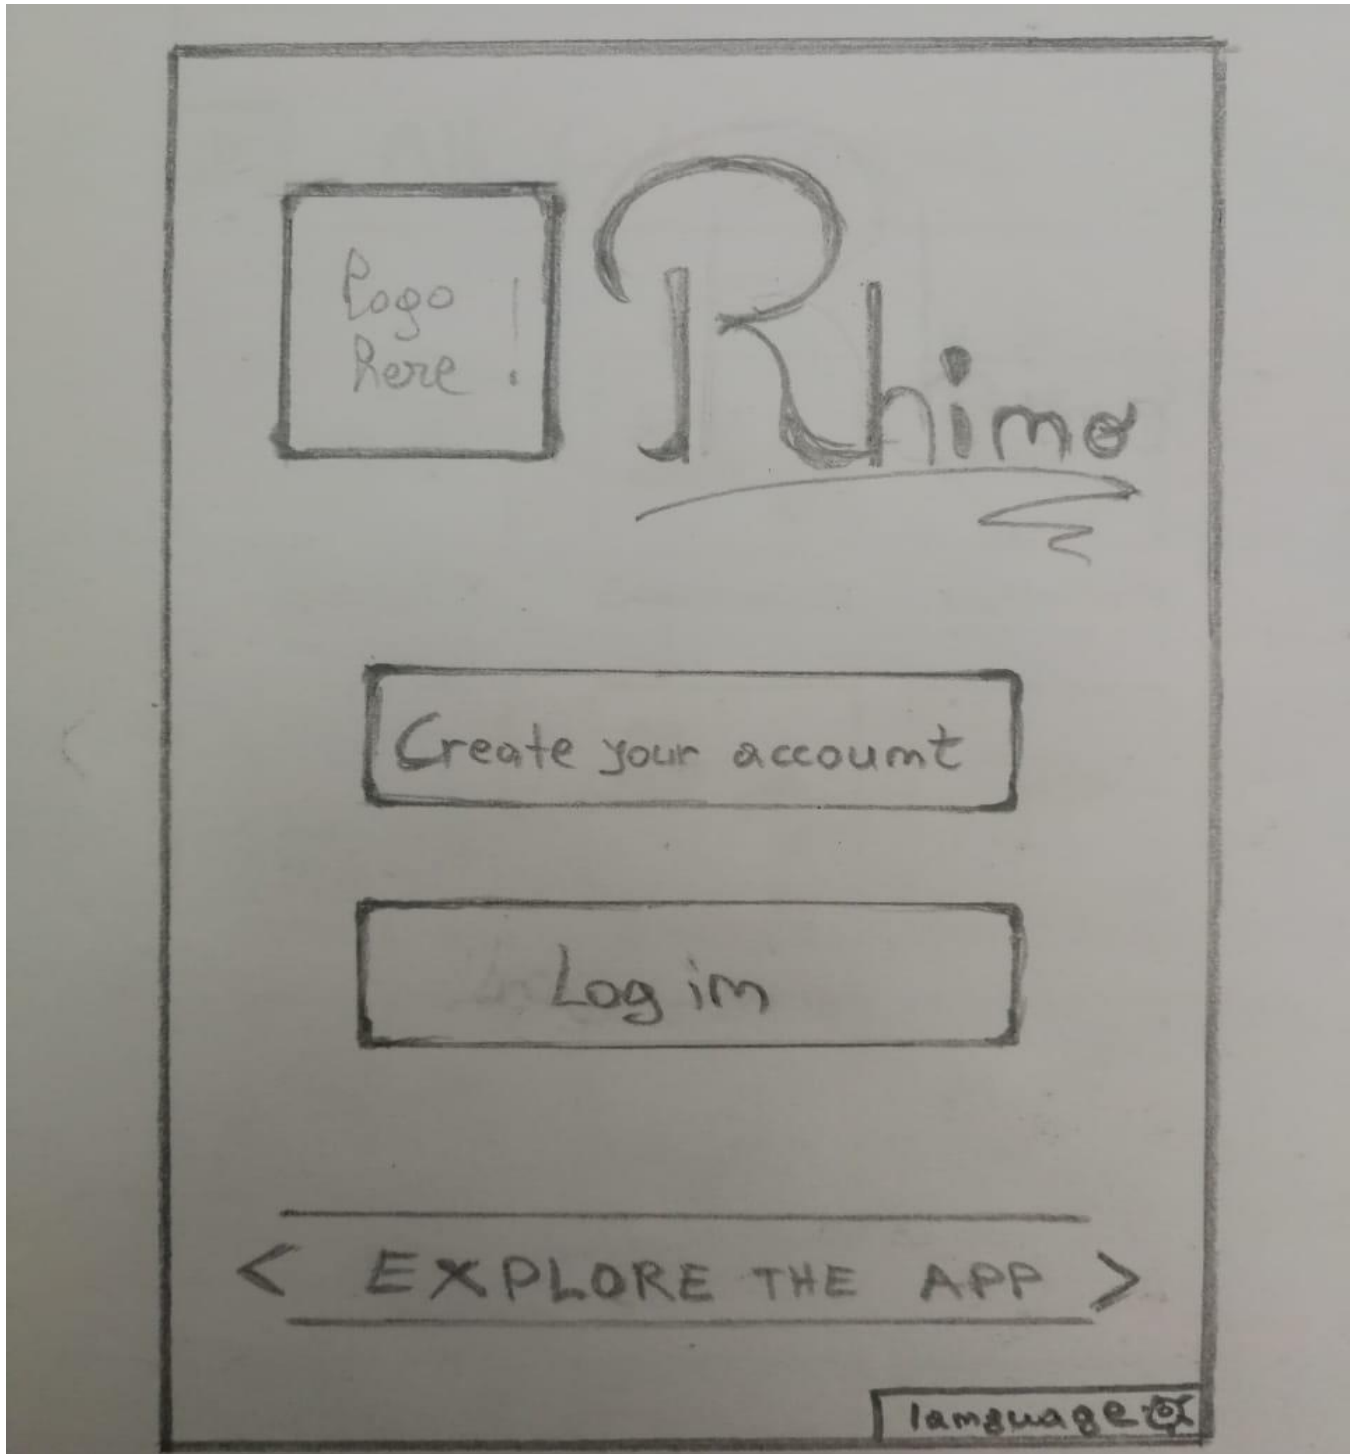 Logo
here !
Rhimo
Create your accoumt
Log im
< EXPLORE THE APP >
lamguage